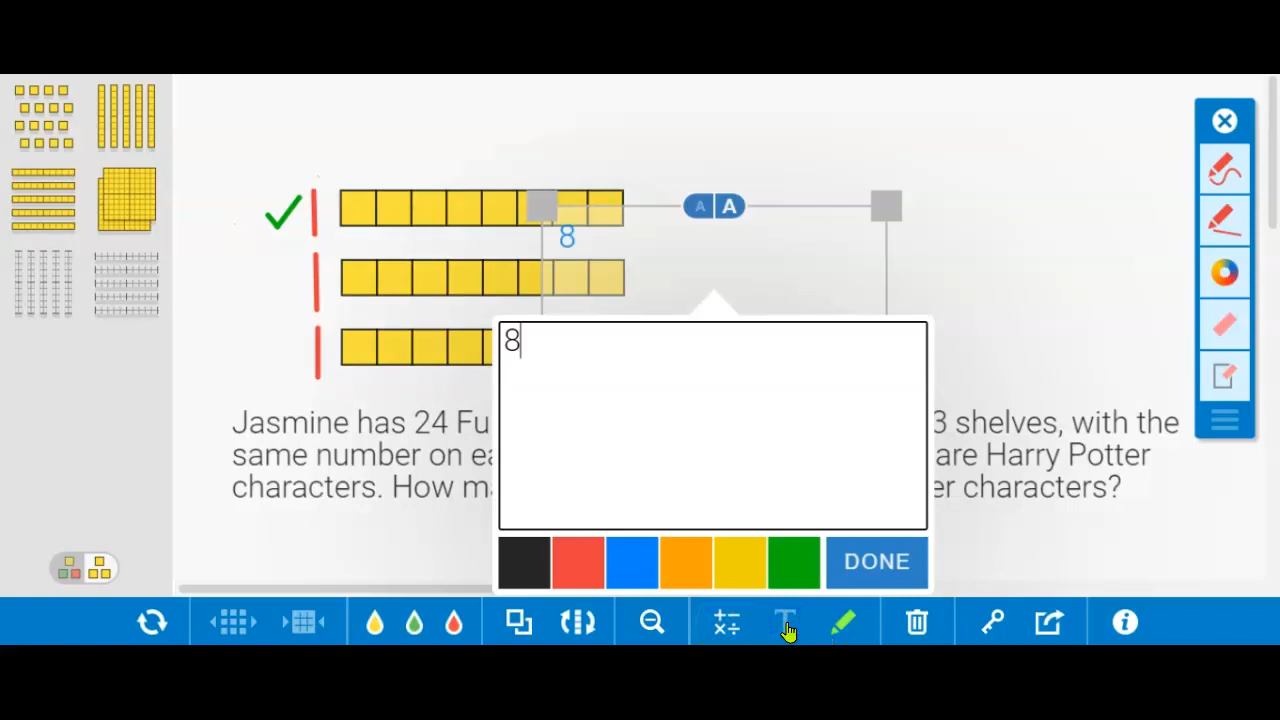 A A
8
8
Jasmine has 24 Fu 3 shelves, with the
same number on ea are Harry Potter
characters. How ma er characters?
DONE
T